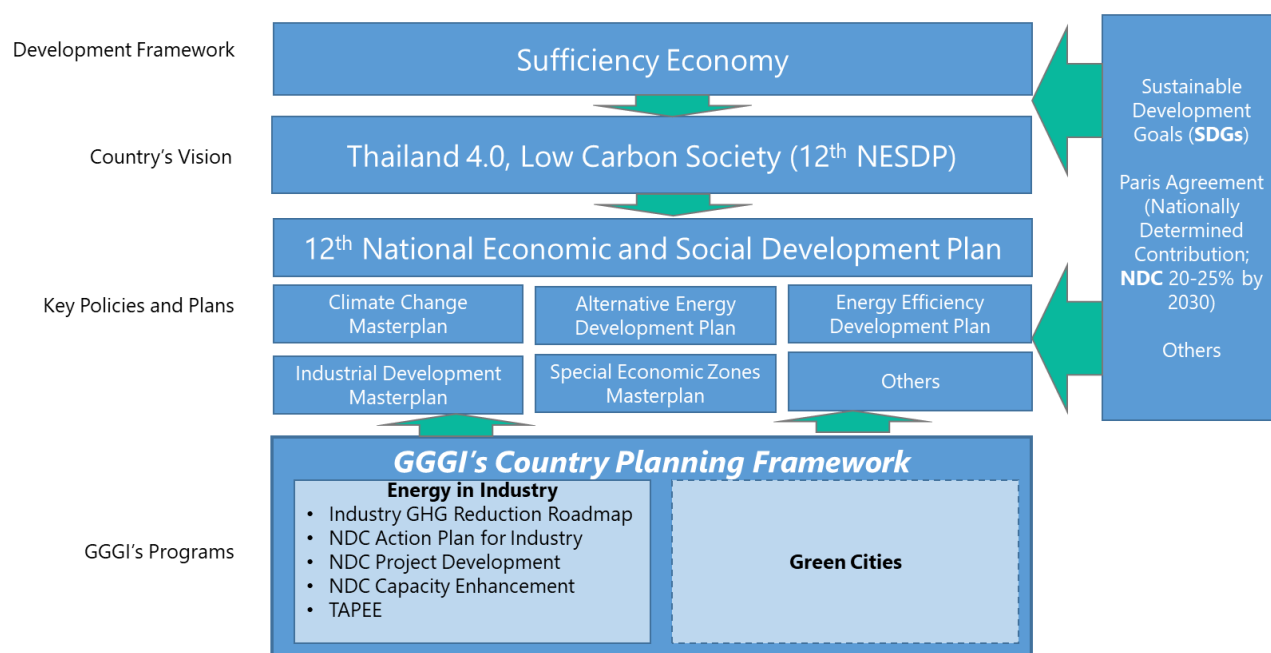 Development Framework
Sufficiency Economy
Country's Vision
Thailand 4.0, Low Carbon Society (12th NESDP)
12th National Economic and Social Development Plan
Key Policies and Plans
Climate Change
Masterplan
Alternative Energy
Development Plan
Energy Efficiency
Development Plan
Industrial Development
Masterplan
Special Economic Zones
Masterplan
Others
Sustainable
Development
Goals (SDGs)
Paris Agreement
(Nationally
Determined
Contribution;
NDC 20-25% by
2030)
Others
GGGI's Programs
GGGI's Country Planning Framework
Energy in Industry
• Industry GHG Reduction Roadmap
• NDC Action Plan for Industry
• NDC Project Development
• NDC Capacity Enhancement
• TAPEE
Green Cities